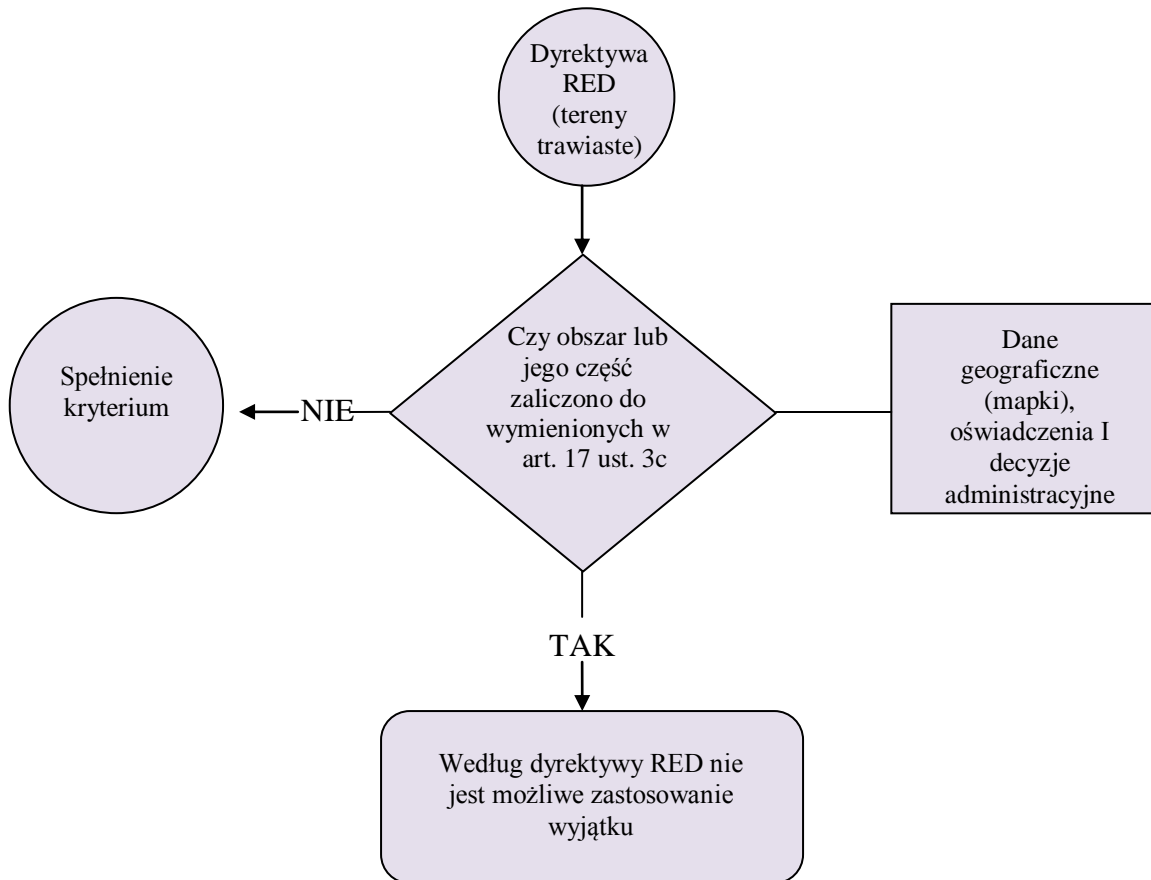 Dyrektywa
RED
(tereny
trawiaste)
Czy obszar lub
jego część
zaliczono do
wymienionych w
art. 17 ust. 3c
Spełnienie
kryterium
NIE
Dane
geograficzne
(mapki),
oświadczenia I
decyzje
administracyjne
TAK
Według dyrektywy RED nie
jest możliwe zastosowanie
wyjątku